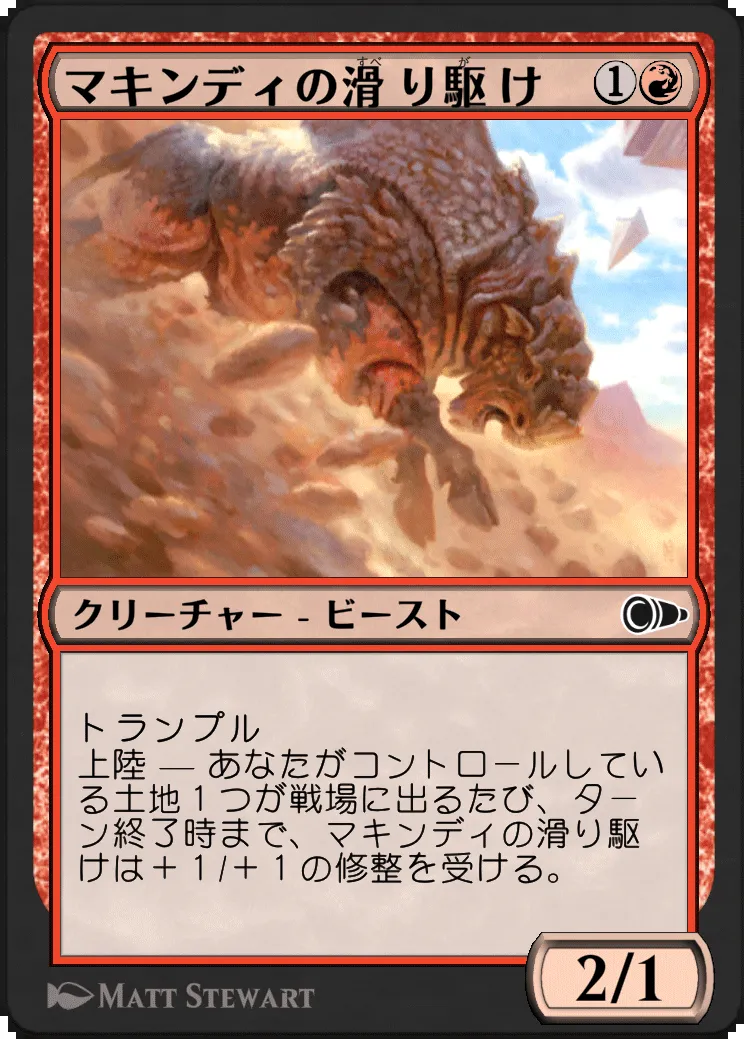 マキンディの滑り駆け 1
クリーチャー - ビースト
トランプル
上陸 — あなたがコントロールしてい
る土地１つが戦場に出るたび、ター
ン終了時まで、マキンディの滑り駆
けは＋１/＋１の修整を受ける。
2/1
MATT STEWART